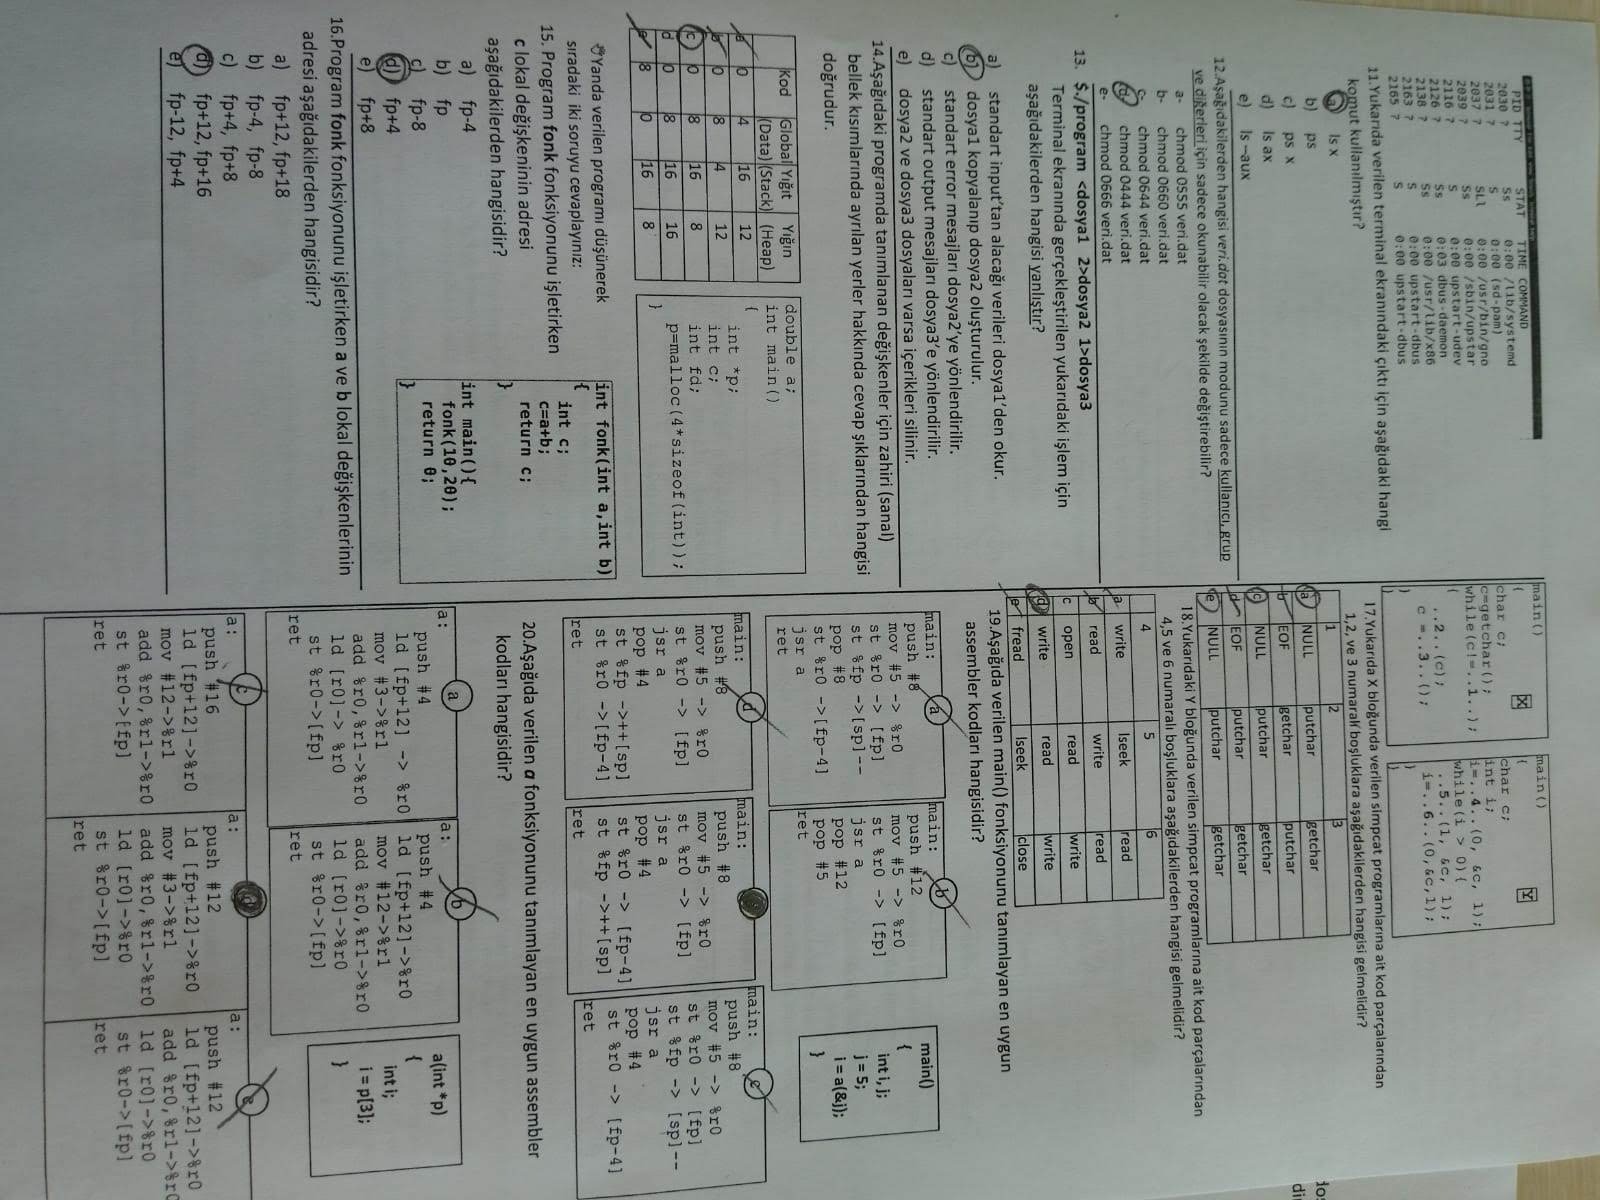 PID TTY STAT TIME COMMAND
2030 ? Ss 0:00 /lib/systemd
2031 ? S 0:00 (sd-pam)
2037 ? SLl 0:00 /usr/bin/gno
2039 ? Ss 0:00 /sbin/upstar
2116 ? S 0:00 upstart-udev
2126 ? Ss 0:03 dbus-daemon
2138 ? Ss 0:00 /usr/lib/x86
2163 ? S 0:00 upstart-dbus
2165 ? S 0:00 upstart-dbus
11.Yukarıda verilen terminal ekranındaki çıktı için aşağıdaki hangi
komut kullanılmıştır?
a) ls x
b) ps
c) ps x
d) ls ax
e) ls –aux
12.Aşağıdakilerden hangisi veri.dat dosyasının modunu sadece kullanıcı, grup
ve diğerleri için sadece okunabilir olacak şekilde değiştirebilir?
a- chmod 0555 veri.dat
b- chmod 0660 veri.dat
c- chmod 0644 veri.dat
d- chmod 0444 veri.dat
e- chmod 0666 veri.dat
13. $./program <dosya1 2>dosya2 1>dosya3
Terminal ekranında gerçekleştirilen yukarıdaki işlem için
aşağıdakilerden hangisi yanlıştır?
a) standart input'tan alacağı verileri dosya1'den okur.
b) dosya1 kopyalanıp dosya2 oluşturulur.
c) standart error mesajları dosya2'ye yönlendirilir.
d) standart output mesajları dosya3'e yönlendirilir.
e) dosya2 ve dosya3 dosyaları varsa içerikleri silinir.
14.Aşağıdaki programda tanımlanan değişkenler için zahiri (sanal)
bellek kısımlarında ayrılan yerler hakkında cevap şıklarından hangisi
doğrudur.
Kod Global (Data) Yığıt (Stack) Yığın (Heap)
a 0 4 16 12
b 0 8 4 12
c 0 8 16 8
d 0 8 16 16
e 8 0 16 8
double a;
int main()
{
int *p;
int c;
int fd;
p=malloc(4*sizeof(int));
}
Yanda verilen programı düşünerek
sıradaki iki soruyu cevaplayınız:
15. Program fonk fonksiyonunu işletirken
c lokal değişkeninin adresi
aşağıdakilerden hangisidir?
a) fp-4
b) fp
c) fp-8
d) fp+4
e) fp+8
int fonk(int a,int b)
{
int c;
c=a+b;
return c;
}
int main(){
fonk(10,20);
return 0;
}
16.Program fonk fonksiyonunu işletirken a ve b lokal değişkenlerinin
adresi aşağıdakilerden hangisidir?
a) fp+12, fp+18
b) fp-4, fp-8
c) fp+4, fp+8
d) fp+12, fp+16
e) fp-12, fp+4
main()
{ X
char c;
c=getchar();
while(c!=..1..);
{
..2..(c);
c =..3..();
}
}
main()
{ Y
char c;
int i;
i=..4..(0, &c, 1);
while(i > 0){
..5..(1, &c, 1);
i=..6..(0,&c,1);
}
}
17.Yukarıda X bloğunda verilen simpcat programlarına ait kod parçalarından
1,2, ve 3 numaralı boşluklara aşağıdakilerden hangisi gelmelidir?
1 2 3
a NULL putchar getchar
b EOF getchar putchar
c NULL putchar getchar
d EOF putchar getchar
e NULL putchar getchar
18.Yukarıdaki Y bloğunda verilen simpcat programlarına ait kod parçalarından
4,5 ve 6 numaralı boşluklara aşağıdakilerden hangisi gelmelidir?
4 5 6
a write lseek read
b read write read
c open read write
d write read write
e fread lseek close
19.Aşağıda verilen main() fonksiyonunu tanımlayan en uygun
assembler kodları hangisidir?
a
main:
push #8
mov #5 -> %r0
st %r0 -> [fp]
st %fp ->[sp]--
pop #8
st %r0 ->[fp-4]
jsr a
ret
b
main:
push #12
mov #5 -> %r0
st %r0 -> [fp]
jsr a
pop #12
pop #5
ret
main()
{
int i, j;
j = 5;
i = a(&j);
}
d
main:
push #8
mov #5 -> %r0
st %r0 -> [fp]
jsr a
pop #4
st %fp ->++[sp]
st %r0 ->[fp-4]
ret
main:
push #8
mov #5 -> %r0
st %r0 -> [fp]
jsr a
pop #4
st %r0 -> [fp-4]
st %fp ->++[sp]
ret
main:
push #8
mov #5 -> %r0
st %r0 -> [fp]
st %fp -> [sp]--
jsr a
pop #4
st %r0 -> [fp-4]
ret
20.Aşağıda verilen a fonksiyonunu tanımlayan en uygun assembler
kodları hangisidir?
a
a:
push #4
ld [fp+12] -> %r0
mov #3->%r1
add %r0,%r1->%r0
ld [r0]-> %r0
st %r0->[fp]
ret
b
a:
push #4
ld [fp+12]->%r0
mov #12->%r1
add %r0,%r1->%r0
ld [r0]->%r0
st %r0->[fp]
ret
a(int *p)
{
int i;
i = p[3];
}
c
a:
push #16
ld [fp+12]->%r0
mov #12->%r1
add %r0,%r1->%r0
st %r0->[fp]
ret
d
a:
push #12
ld [fp+12]->%r0
mov #3->%r1
add %r0,%r1->%r0
ld [r0]->%r0
st %r0->[fp]
ret
e
a:
push #12
ld [fp+12]->%r0
add %r0,%r1->%r0
ld [r0]->%r0
st %r0->[fp]
ret